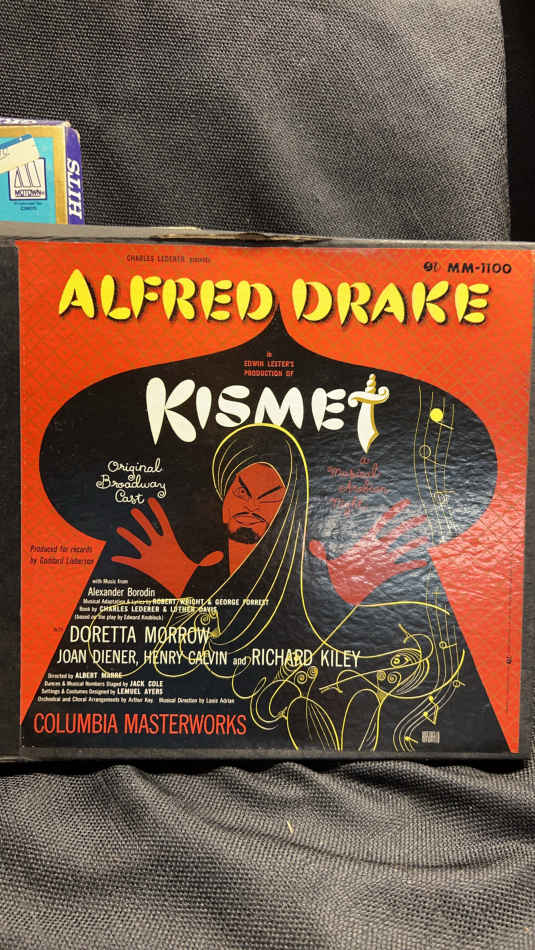 HITS
MOTOWN
CHARLES LEDERER presents
MM-1100
ALFRED DRAKE
in
EDWIN LESTER'S
PRODUCTION OF
KISMET
Original
Broadway
Cast
A
Musical
Arabian
Produced for records
by Goddard Lieberson
with Music from
Alexander Borodin
Musical Adaptation & Lyrics by ROBERT WRIGHT & GEORGE FORREST
Book by CHARLES LEDERER & LUTHER DAVIS
(based on the play by Edward Knoblock)
with
DORETTA MORROW
JOAN DIENER, HENRY CALVIN and RICHARD KILEY
Directed by ALBERT MARRE
Dances & Musical Numbers Staged by JACK COLE
Settings & Costumes Designed by LEMUEL AYERS
Orchestral and Choral Arrangements by Arthur Kay Musical Direction by Louis Adrian
COLUMBIA MASTERWORKS